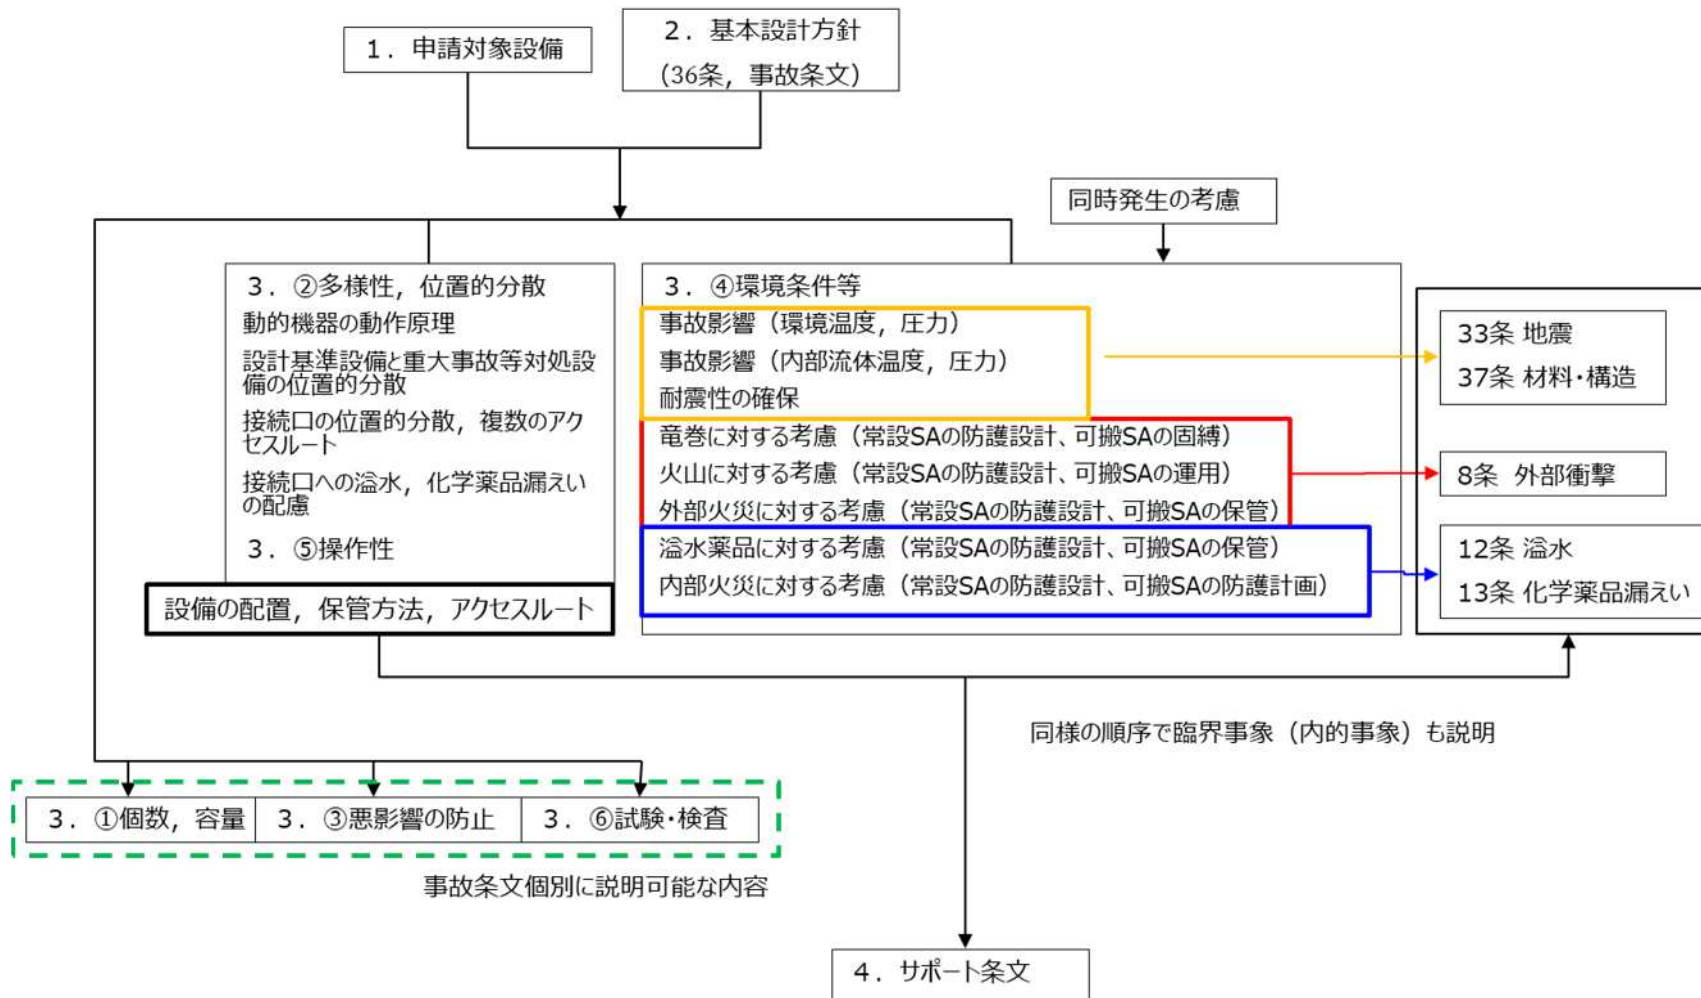 1．申請対象設備
2．基本設計方針
（36条，事故条文）
同時発生の考慮
3．②多様性，位置的分散
動的機器の動作原理
設計基準設備と重大事故等対処設
備の位置的分散
接続口の位置的分散，複数のアク
セスルート
接続口への溢水，化学薬品漏えい
の配慮
3．⑤操作性
設備の配置，保管方法，アクセスルート
3．④環境条件等
事故影響（環境温度，圧力）
事故影響（内部流体温度，圧力）
耐震性の確保
竜巻に対する考慮（常設SAの防護設計、可搬SAの固縛）
火山に対する考慮（常設SAの防護設計、可搬SAの運用）
外部火災に対する考慮（常設SAの防護設計、可搬SAの保管）
溢水薬品に対する考慮（常設SAの防護設計、可搬SAの保管）
内部火災に対する考慮（常設SAの防護設計、可搬SAの防護計画）
33条 地震
37条 材料・構造
8条 外部衝撃
12条 溢水
13条 化学薬品漏えい
同様の順序で臨界事象（内的事象）も説明
3．①個数，容量
3．③悪影響の防止
3．⑥試験・検査
事故条文個別に説明可能な内容
4．サポート条文